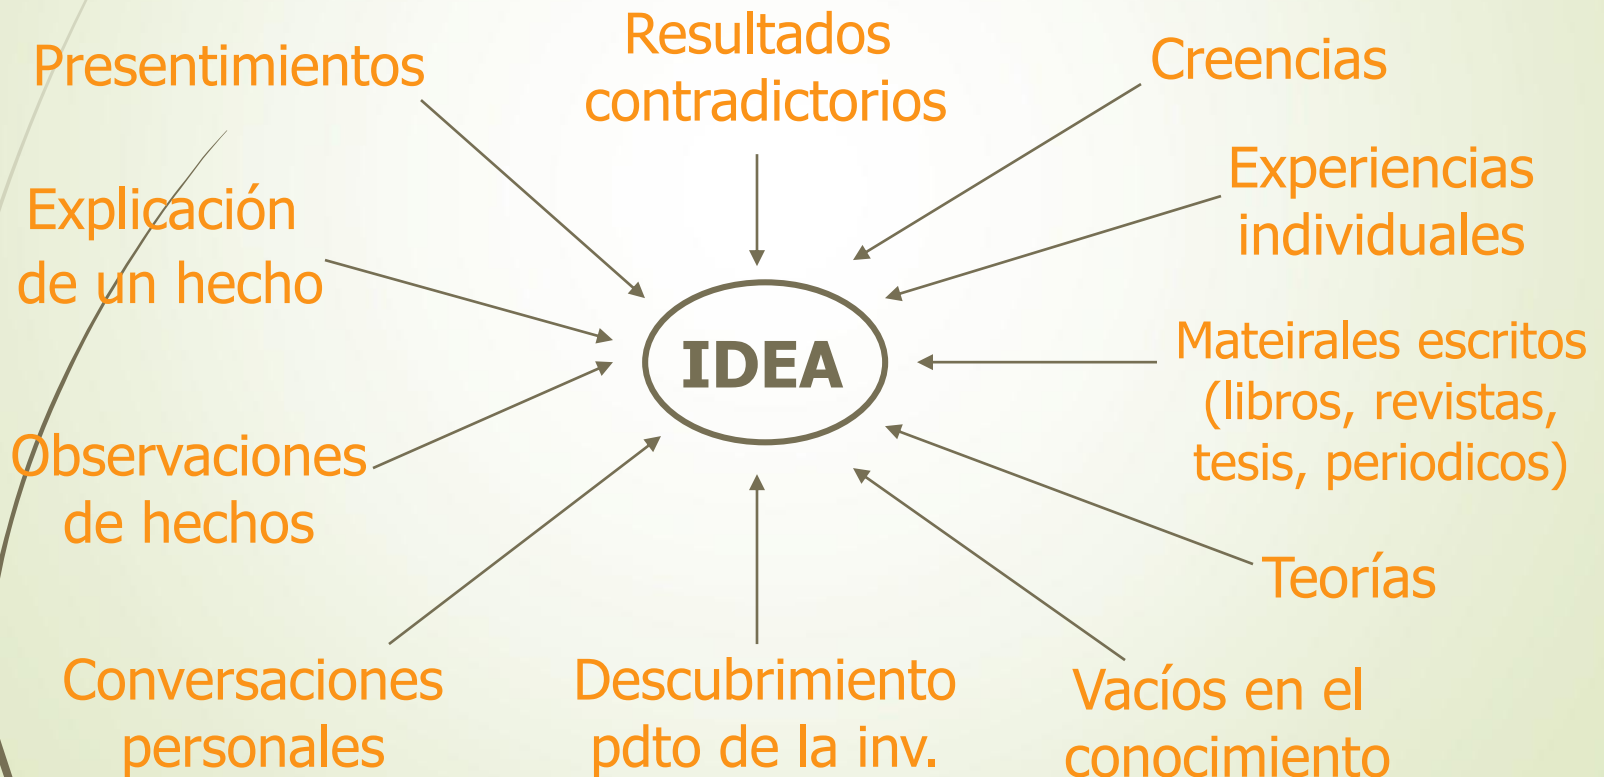 Presentimientos
Resultados
contradictorios
Creencias
Explicación
de un hecho
Experiencias
individuales
IDEA
Mateirales escritos
(libros, revistas,
tesis, periodicos)
Observaciones
de hechos
Teorías
Conversaciones
personales
Descubrimiento
pdto de la inv.
Vacíos en el
conocimiento